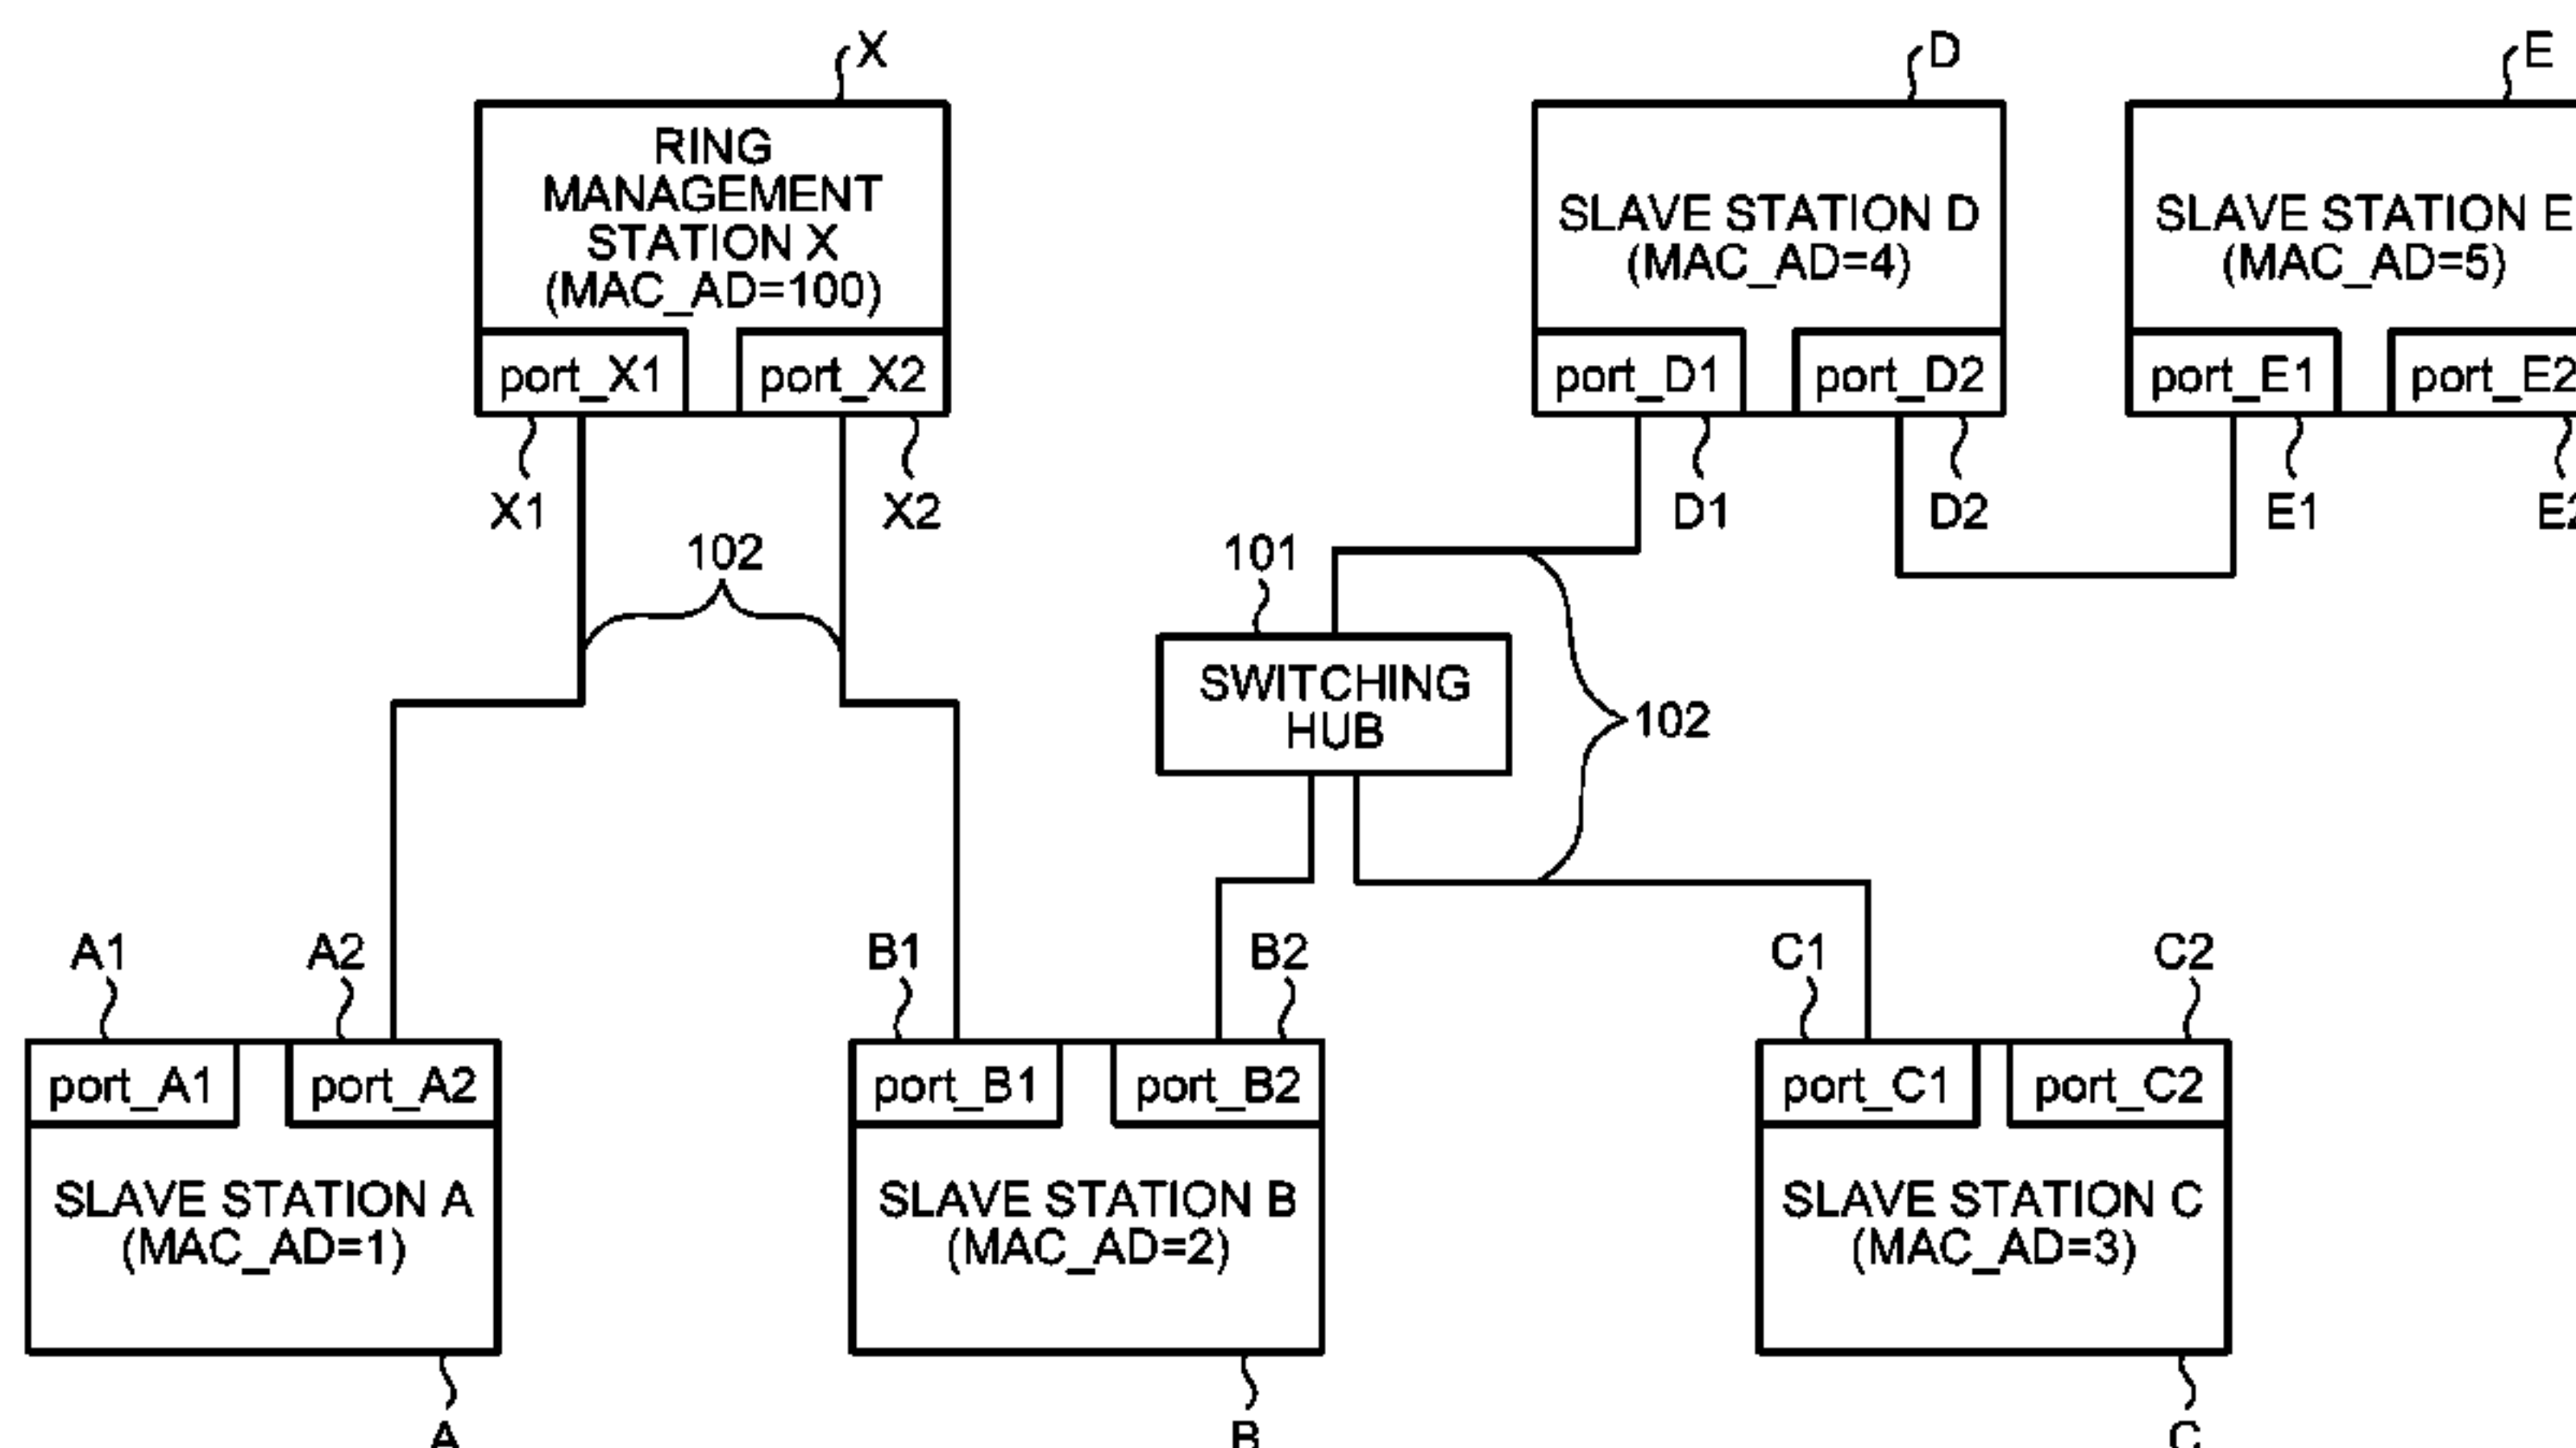 X
D
E
RING
MANAGEMENT
STATION X
(MAC_AD=100)
port_X1
port_X2
X1
X2
SLAVE STATION D
(MAC_AD=4)
port_D1
port_D2
D1
D2
SLAVE STATION E
(MAC_AD=5)
port_E1
port_E2
E1
E2
102
101
SWITCHING
HUB
102
A1
A2
B1
B2
C1
C2
port_A1
port_A2
SLAVE STATION A
(MAC_AD=1)
port_B1
port_B2
SLAVE STATION B
(MAC_AD=2)
port_C1
port_C2
SLAVE STATION C
(MAC_AD=3)
A
B
C